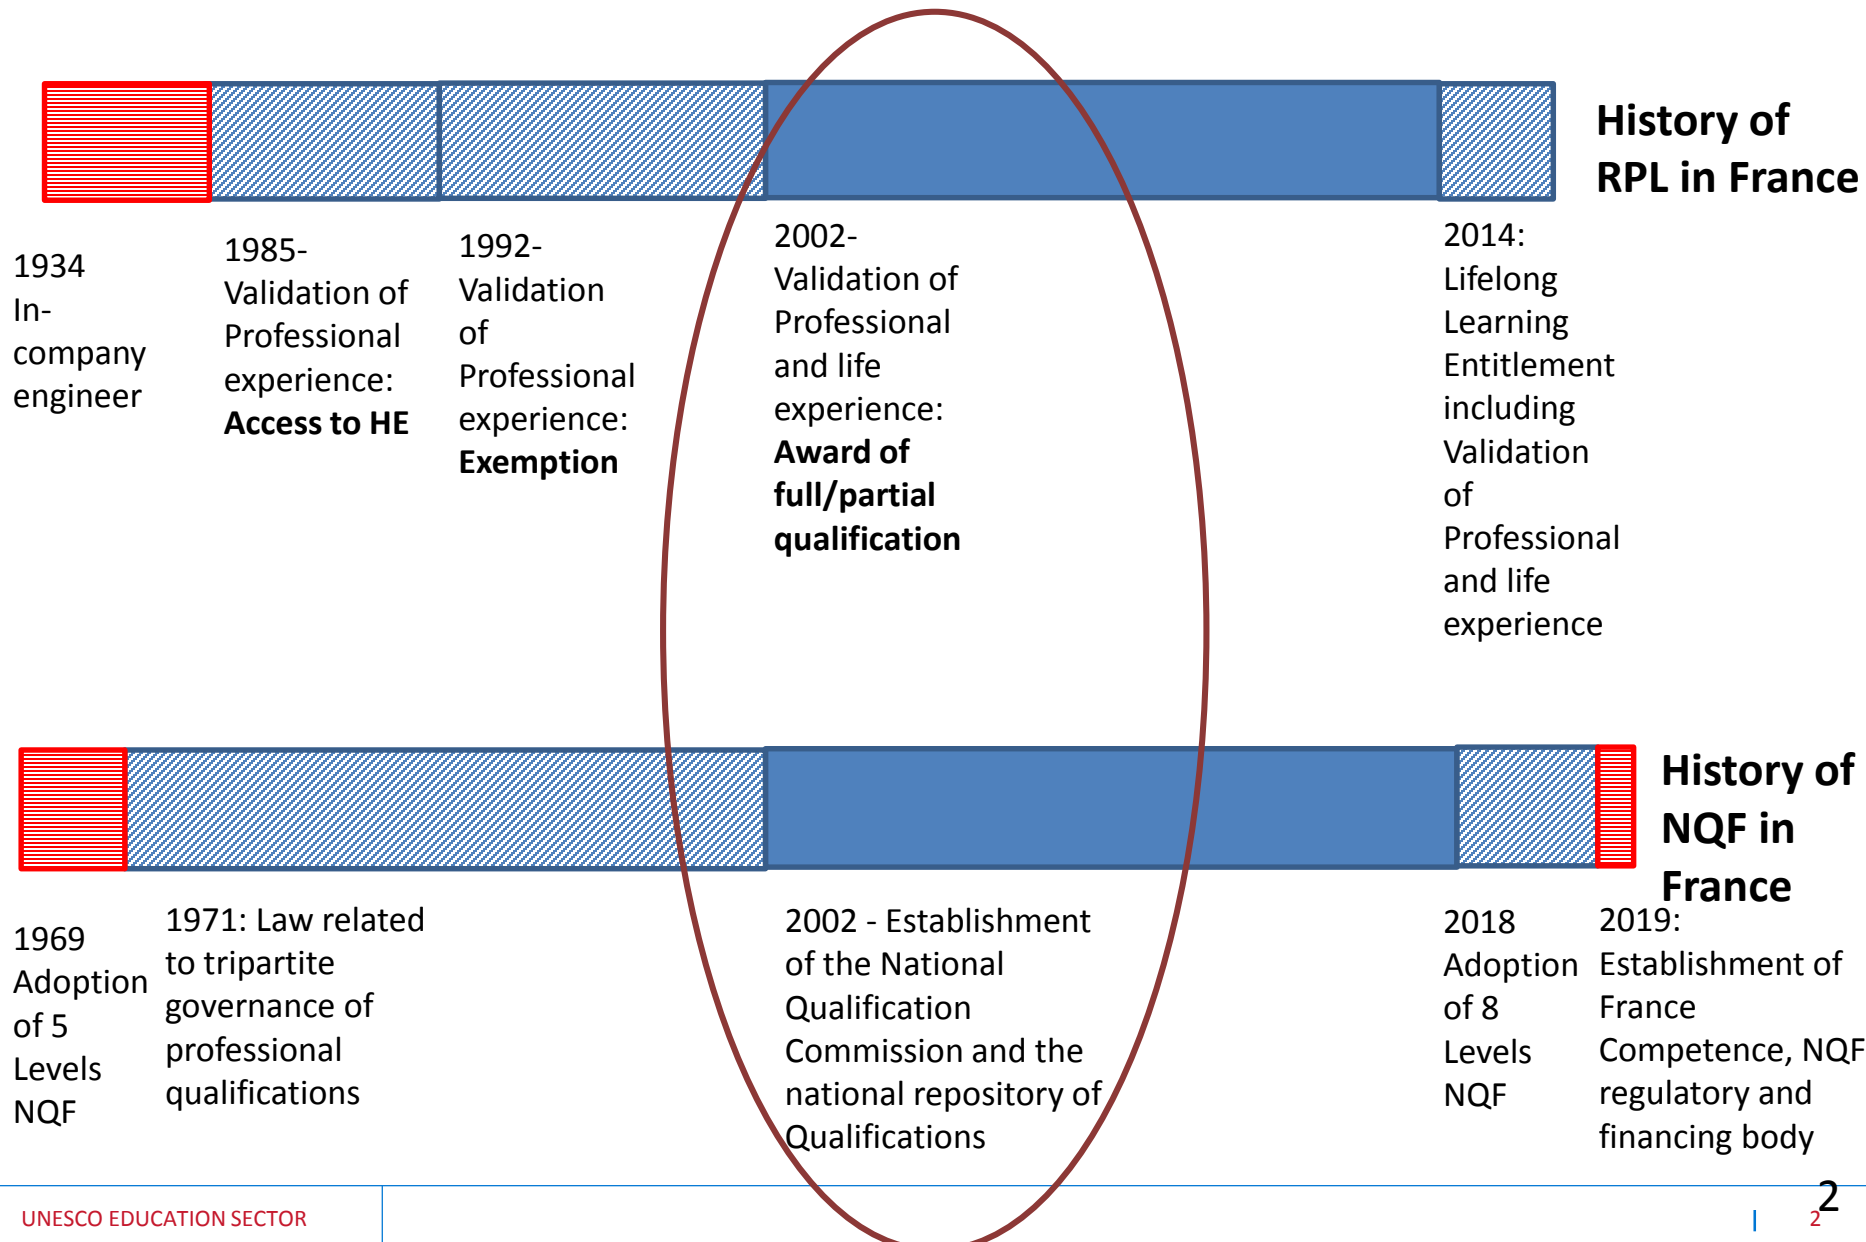 History of
RPL in France
1934
In-
company
engineer
1985-
Validation of
Professional
experience:
Access to HE
1992-
Validation
of
Professional
experience:
Exemption
2002-
Validation of
Professional
and life
experience:
Award of
full/partial
qualification
2014:
Lifelong
Learning
Entitlement
including
Validation
of
Professional
and life
experience
History of
NQF in
France
1969
Adoption
of 5
Levels
NQF
1971: Law related
to tripartite
governance of
professional
qualifications
2002 - Establishment
of the National
Qualification
Commission and the
national repository of
Qualifications
2018
Adoption
of 8
Levels
NQF
2019:
Establishment of
France
Competence, NQF
regulatory and
financing body
UNESCO EDUCATION SECTOR
| 2
2